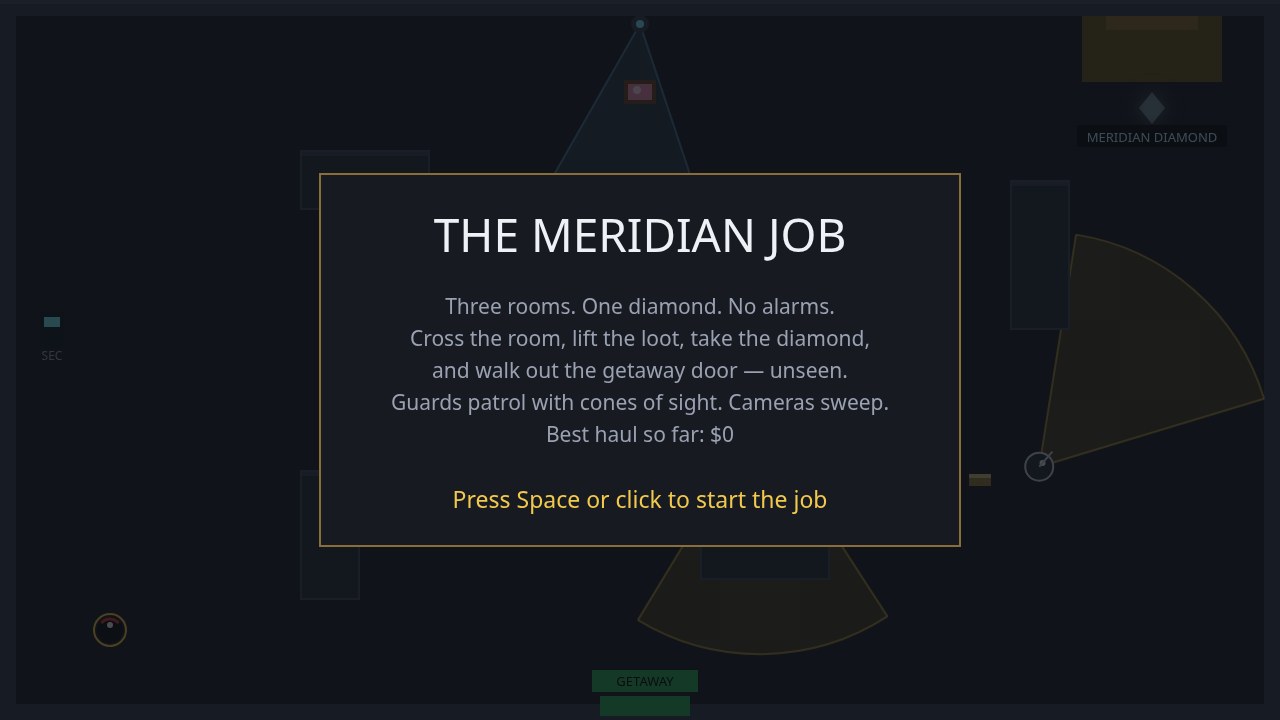 MERIDIAN DIAMOND
THE MERIDIAN JOB
Three rooms. One diamond. No alarms.
Cross the room, lift the loot, take the diamond,
and walk out the getaway door — unseen.
Guards patrol with cones of sight. Cameras sweep.
Best haul so far: $0
Press Space or click to start the job
SEC
GETAWAY